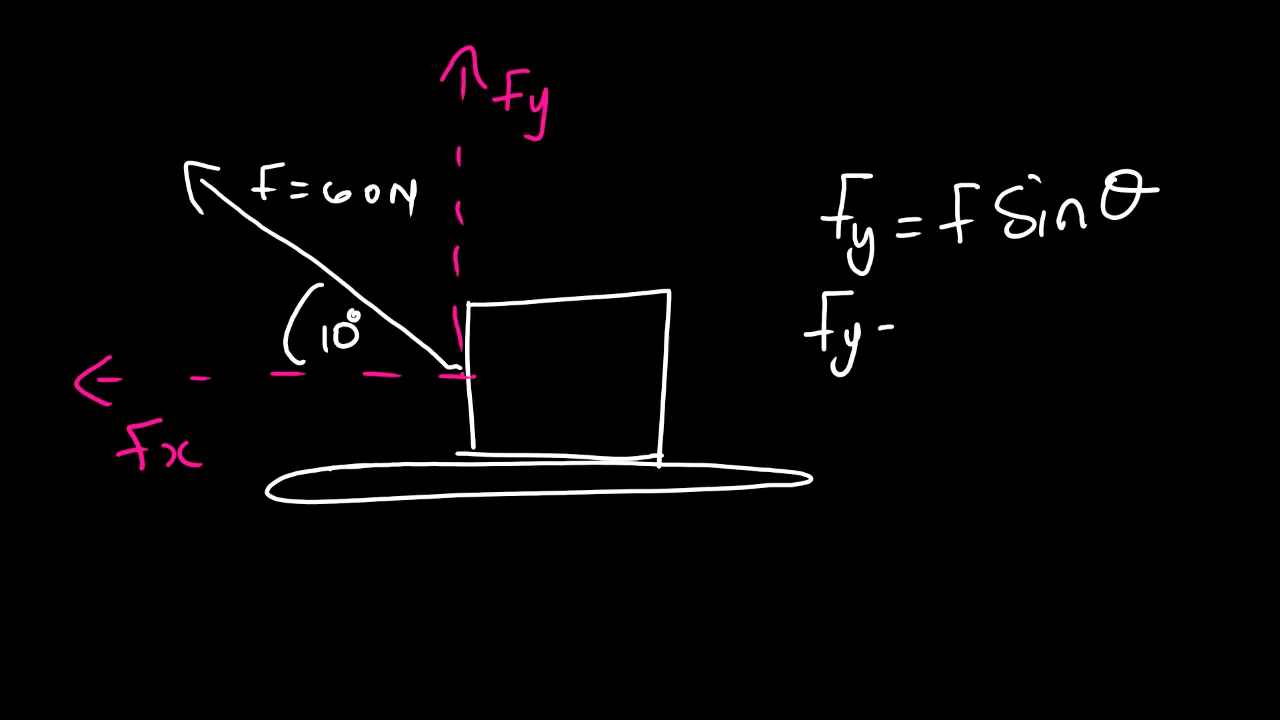 Fy
F=60N
Fy = F Sin θ
10°
Fy -
Fx